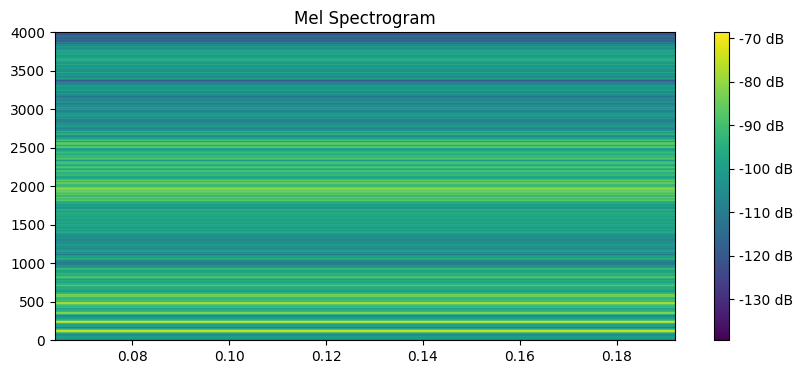 Mel Spectrogram
4000
3500
3000
2500
2000
1500
1000
500
0
0.08 0.10 0.12 0.14 0.16 0.18
-70 dB
-80 dB
-90 dB
-100 dB
-110 dB
-120 dB
-130 dB